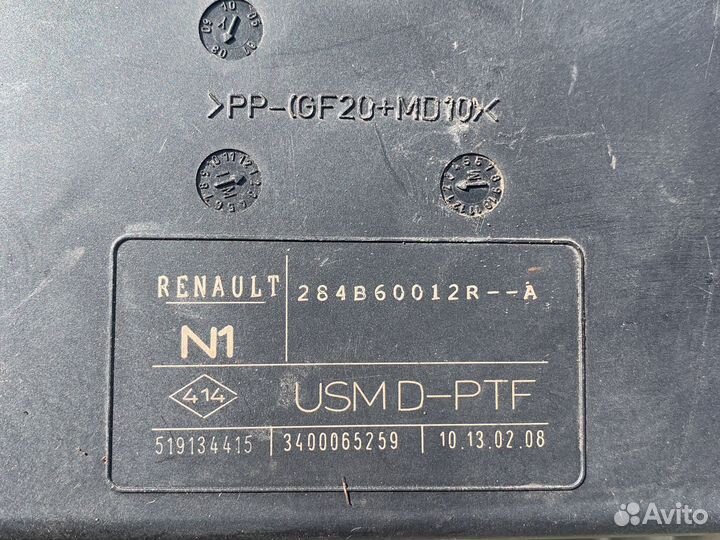 >PP-(GF20+MD10)<
RENAULT
284B60012R--A
N1
414
USM D-PTF
519134415
3400065259
10.13.02.08
Avito